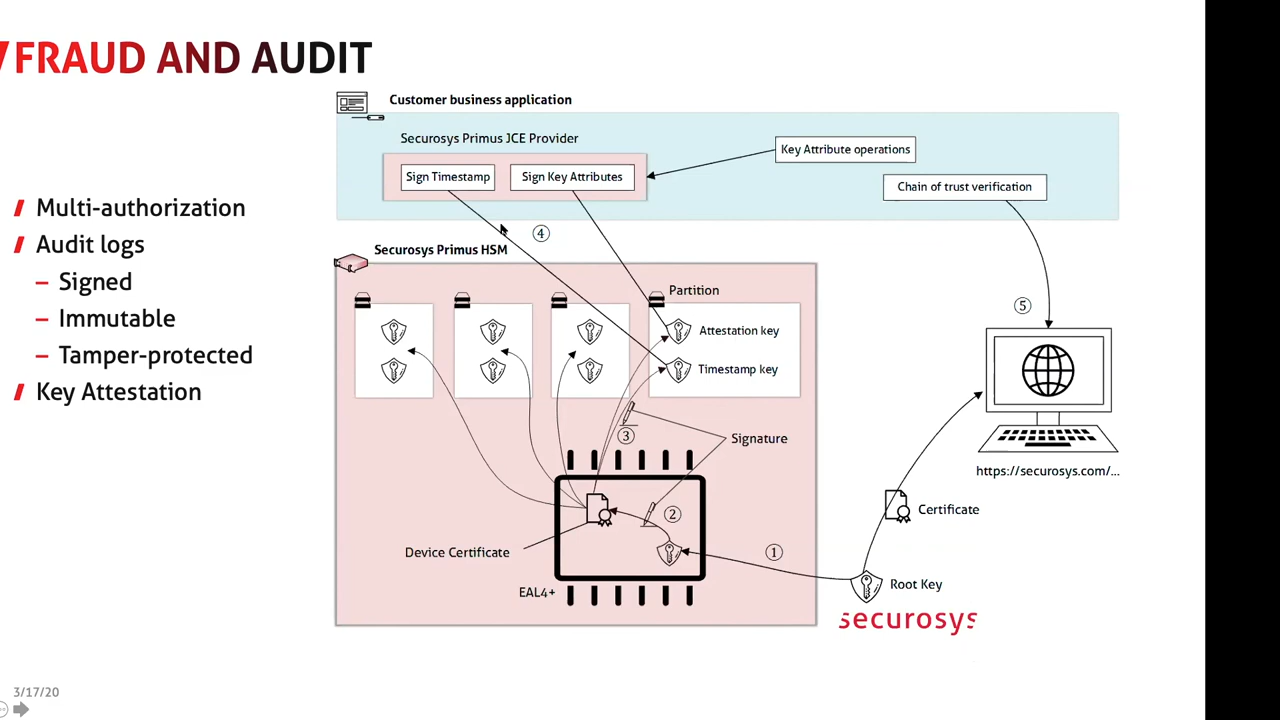 FRAUD AND AUDIT
Multi-authorization
Audit logs
– Signed
– Immutable
– Tamper-protected
Key Attestation
Customer business application
Securosys Primus JCE Provider
Sign Timestamp
Sign Key Attributes
Key Attribute operations
Chain of trust verification
4
Securosys Primus HSM
Partition
Attestation key
Timestamp key
5
3
Signature
https://securosys.com/...
2
Certificate
Device Certificate
1
EAL4+
Root Key
securosys
3/17/20